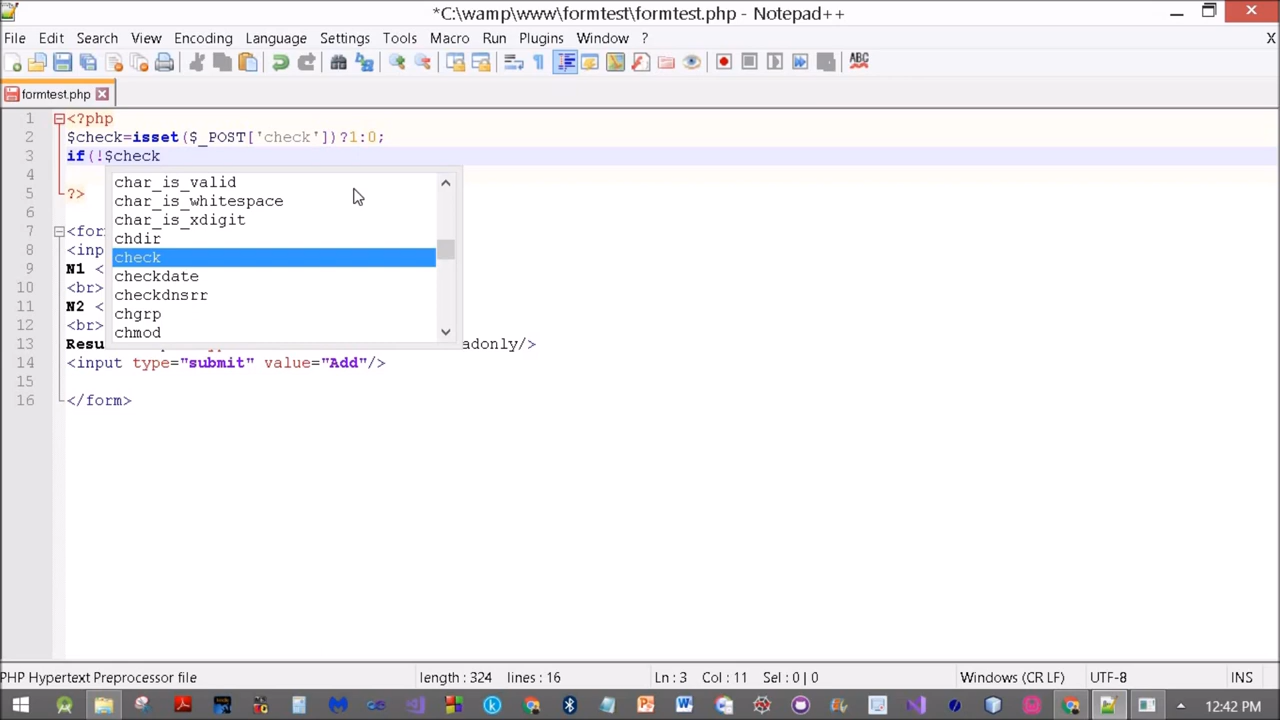 *C:\wamp\www\formtest\formtest.php - Notepad++
File Edit Search View Encoding Language Settings Tools Macro Run Plugins Window ? X
ABC
formtest.php
1 <?php
2 $check=isset($_POST['check'])?1:0;
3 if(!$check
4
5 ?>
6
7 <for
8 <inp
9 N1 <
10 <br>
11 N2 <
12 <br>
13 Resu adonly/>
14 <input type="submit" value="Add"/>
15
16 </form>
char_is_valid
char_is_whitespace
char_is_xdigit
chdir
check
checkdate
checkdnsrr
chgrp
chmod
PHP Hypertext Preprocessor file length : 324 lines : 16 Ln : 3 Col : 11 Sel : 0 | 0 Windows (CR LF) UTF-8 INS
12:42 PM